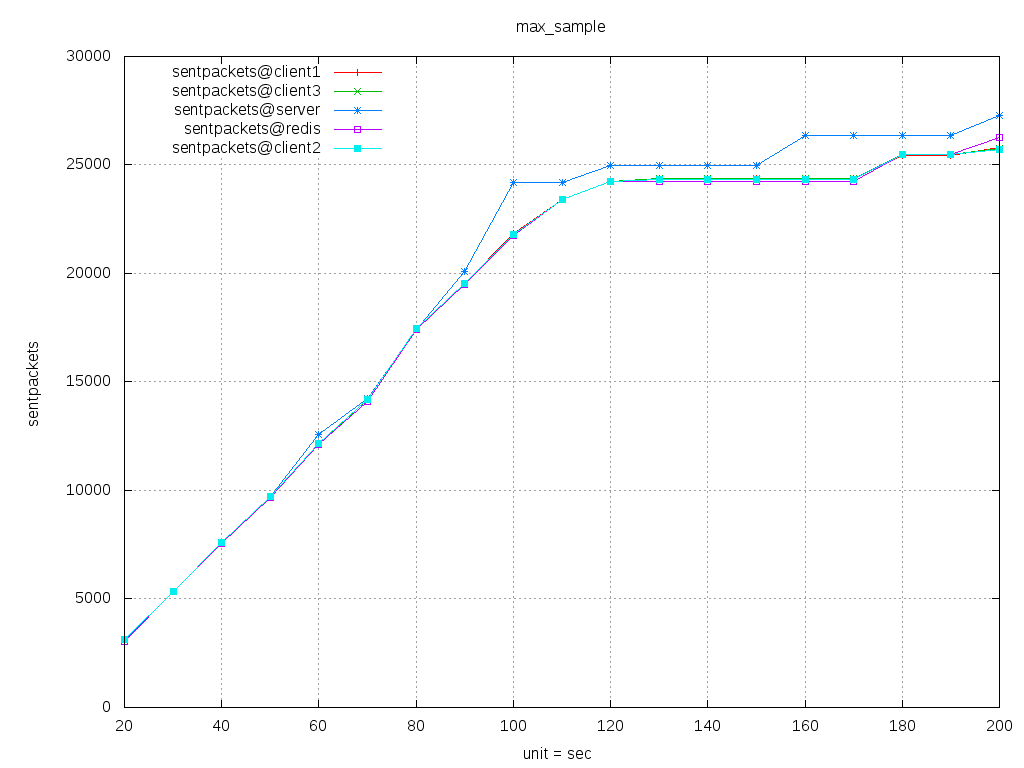 max_sample
30000
25000
20000
15000
10000
5000
0
sentpackets
sentpackets@client1
sentpackets@client3
sentpackets@server
sentpackets@redis
sentpackets@client2
20 40 60 80 100 120 140 160 180 200
unit = sec